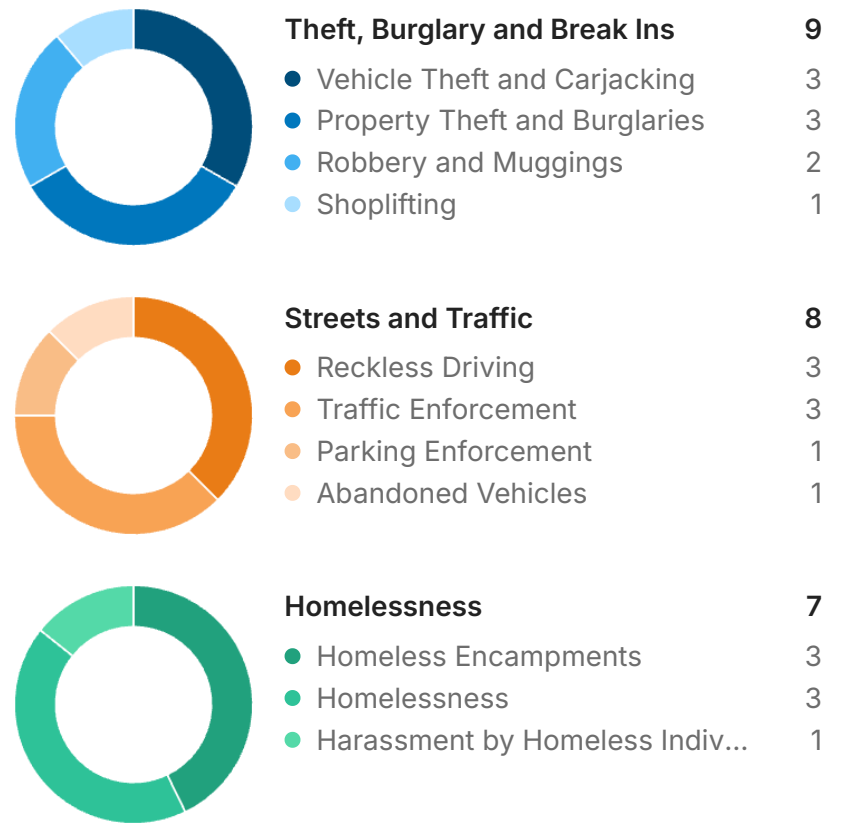 Theft, Burglary and Break Ins 9
Vehicle Theft and Carjacking 3
Property Theft and Burglaries 3
Robbery and Muggings 2
Shoplifting 1
Streets and Traffic 8
Reckless Driving 3
Traffic Enforcement 3
Parking Enforcement 1
Abandoned Vehicles 1
Homelessness 7
Homeless Encampments 3
Homelessness 3
Harassment by Homeless Indiv... 1